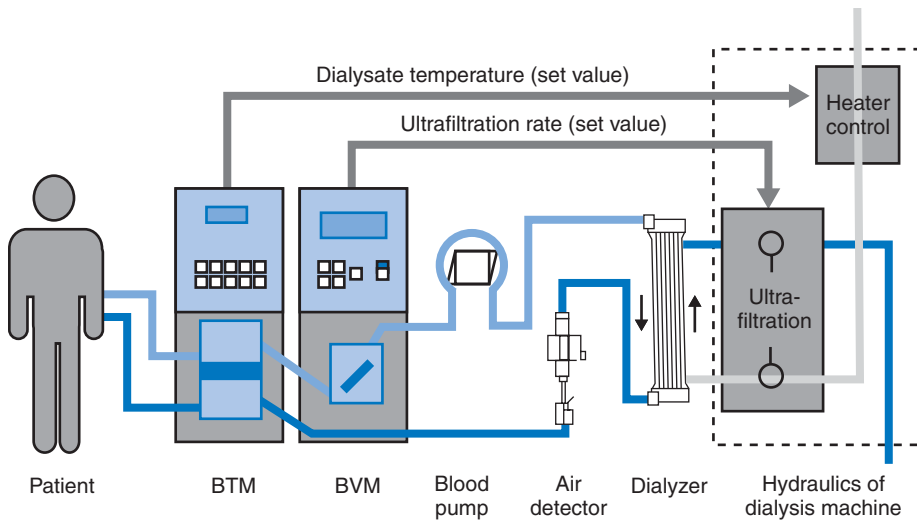 Dialysate temperature (set value)
Ultrafiltration rate (set value)
Heater
control
Ultra-
filtration
Patient
BTM
BVM
Blood
pump
Air
detector
Dialyzer
Hydraulics of
dialysis machine